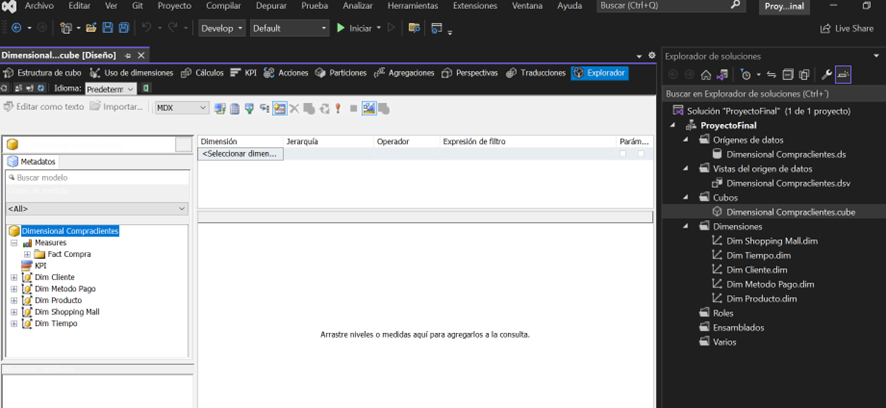 Archivo Editar Ver Git Proyecto Compilar Depurar Prueba Analizar Herramientas Extensiones Ventana Ayuda Buscar (Ctrl+Q) Proy...inal
Develop Default Iniciar Live Share
Dimensional....cube [Diseño]
Estructura de cubo Uso de dimensiones Cálculos KPI Acciones Particiones Agregaciones Perspectivas Traducciones Explorador
Idioma: Predeterm
Editar como texto Importar... MDX
Metadatos
Buscar modelo
<All>
Dimensional Compraclientes
Measures
Fact Compra
KPI
Dim Cliente
Dim Metodo Pago
Dim Producto
Dim Shopping Mall
Dim Tiempo
Dimensión Jerarquía Operador Expresión de filtro Parám...
<Seleccionar dimen...
Arrastre niveles o medidas aquí para agregarlos a la consulta.
Explorador de soluciones
Buscar en Explorador de soluciones (Ctrl+´)
Solución "ProyectoFinal" (1 de 1 proyecto)
ProyectoFinal
Orígenes de datos
Dimensional Compraclientes.ds
Vistas del origen de datos
Dimensional Compraclientes.dsv
Cubos
Dimensional Compraclientes.cube
Dimensiones
Dim Shopping Mall.dim
Dim Tiempo.dim
Dim Cliente.dim
Dim Metodo Pago.dim
Dim Producto.dim
Roles
Ensamblados
Varios